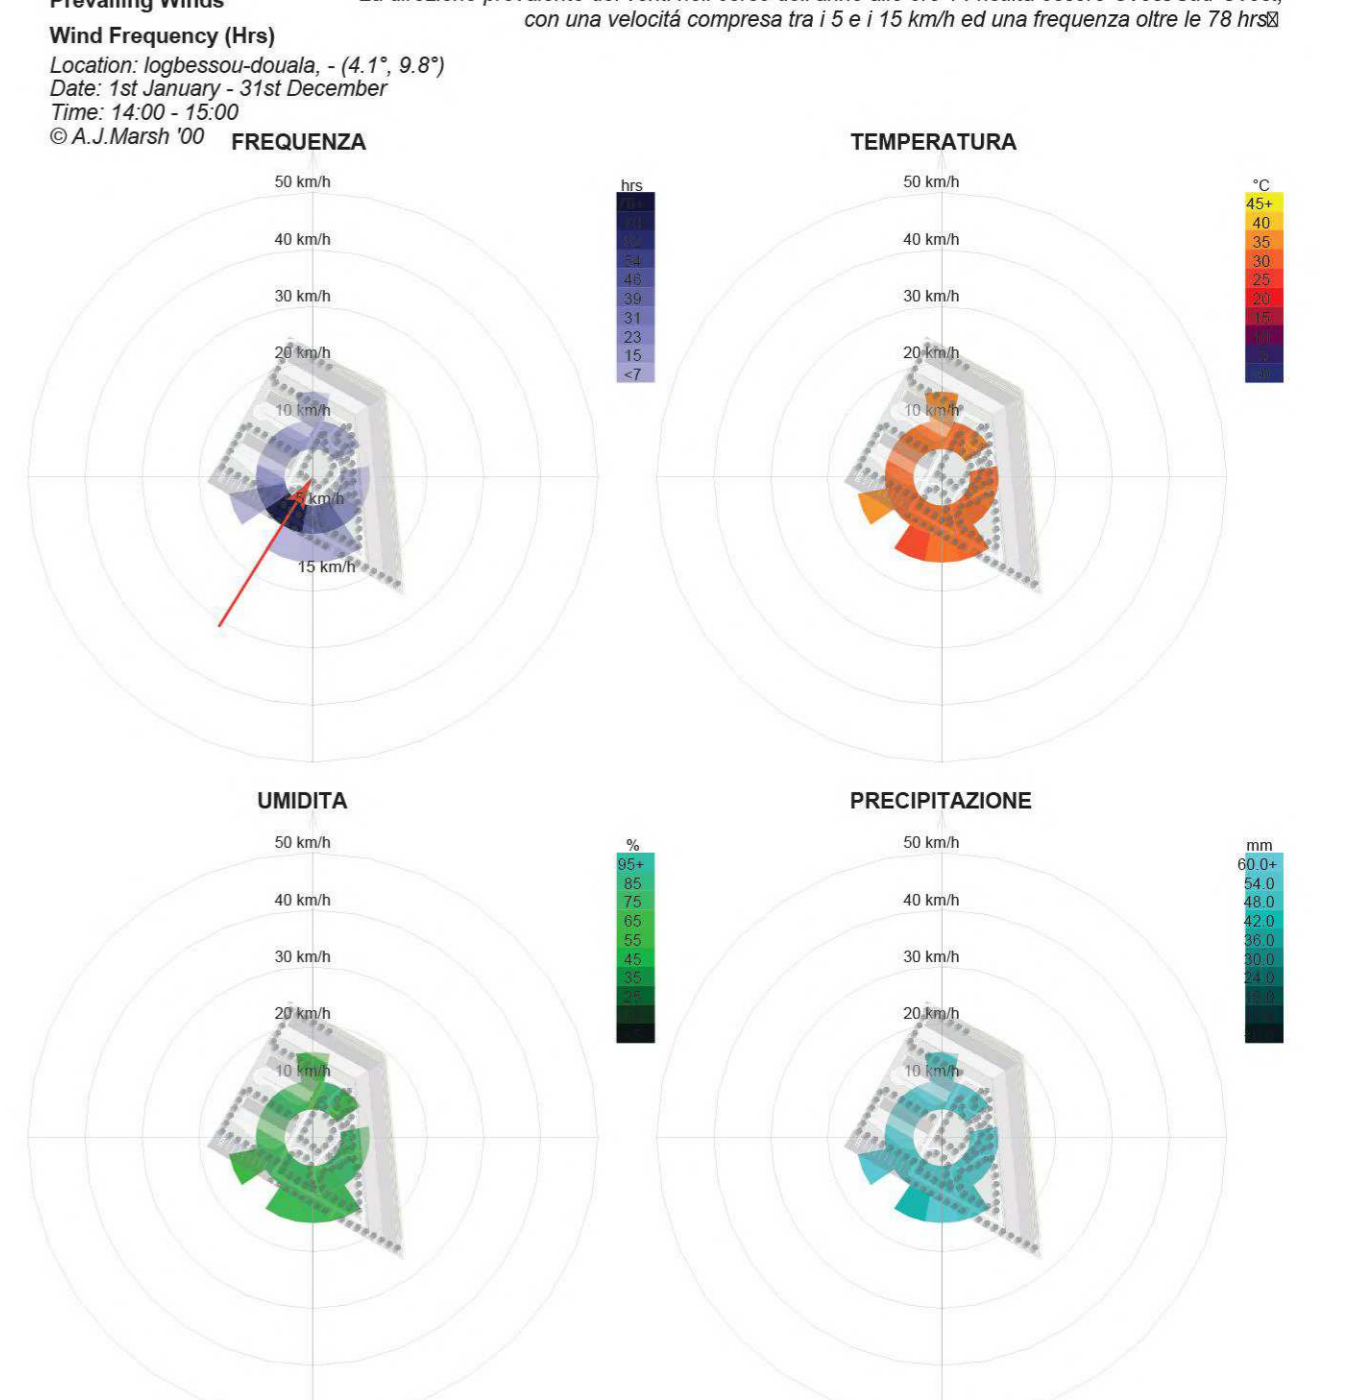 Prevailing Winds
con una velocitá compresa tra i 5 e i 15 km/h ed una frequenza oltre le 78 hrs
Wind Frequency (Hrs)
Location: logbessou-douala, - (4.1°, 9.8°)
Date: 1st January - 31st December
Time: 14:00 - 15:00
© A.J.Marsh '00
FREQUENZA
50 km/h
40 km/h
30 km/h
20 km/h
10 km/h
5 km/h
15 km/h
hrs
54
46
39
31
23
15
<7
TEMPERATURA
50 km/h
40 km/h
30 km/h
20 km/h
10 km/h
°C
45+
40
35
30
25
20
15
UMIDITA
50 km/h
40 km/h
30 km/h
20 km/h
10 km/h
%
95+
85
75
65
55
45
35
25
PRECIPITAZIONE
50 km/h
40 km/h
30 km/h
20 km/h
10 km/h
mm
60.0+
54.0
48.0
42.0
36.0
30.0
24.0